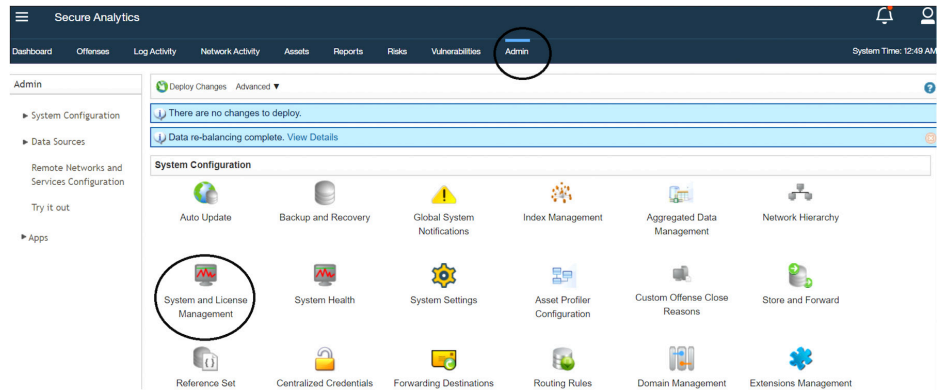 Secure Analytics
Dashboard Offenses Log Activity Network Activity Assets Reports Risks Vulnerabilities Admin System Time: 12:49 AM
Admin
System Configuration
Data Sources
Remote Networks and
Services Configuration
Try it out
Apps
Deploy Changes Advanced ▼
There are no changes to deploy.
Data re-balancing complete. View Details
System Configuration
Auto Update
Backup and Recovery
Global System
Notifications
Index Management
Aggregated Data
Management
Network Hierarchy
System and License
Management
System Health
System Settings
Asset Profiler
Configuration
Custom Offense Close
Reasons
Store and Forward
Reference Set
Centralized Credentials
Forwarding Destinations
Routing Rules
Domain Management
Extensions Management